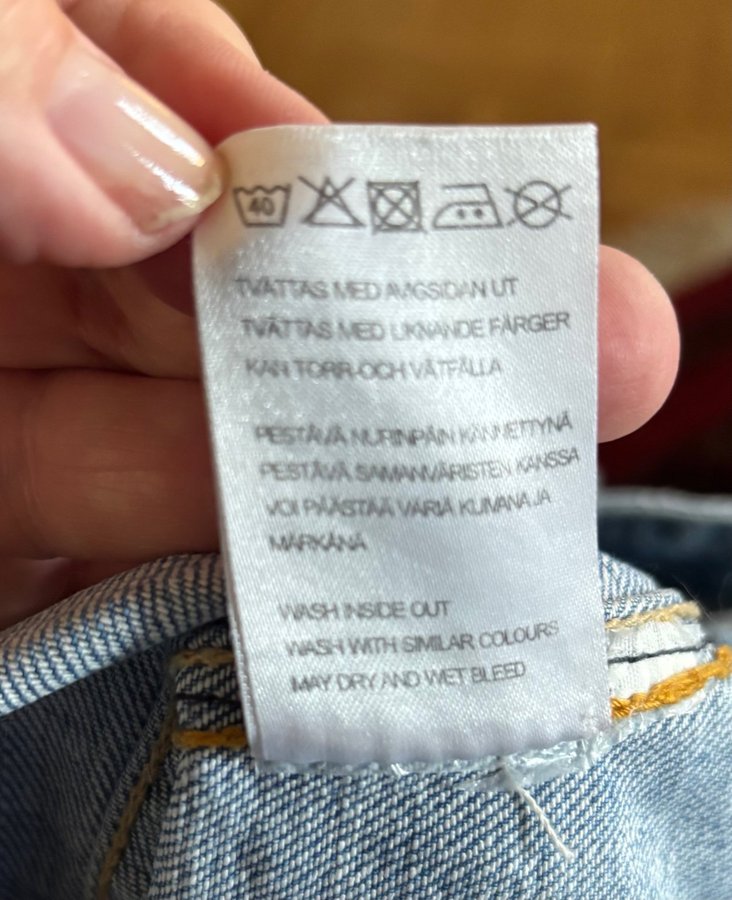 40
TVÄTTAS MED AVIGSIDAN UT
TVÄTTAS MED LIKNANDE FÄRGER
KAN TORR-OCH VÅTFÄLLA
PESTÄVÄ NURINPÄIN KÄNNETTYNÄ
PESTÄVÄ SAMANVÄRISTEN KANSSA
VOI PÄÄSTÄÄ VÄRIÄ KUIVANA JA
MÄRKÄNÄ
WASH INSIDE OUT
WASH WITH SIMILAR COLOURS
MAY DRY AND WET BLEED